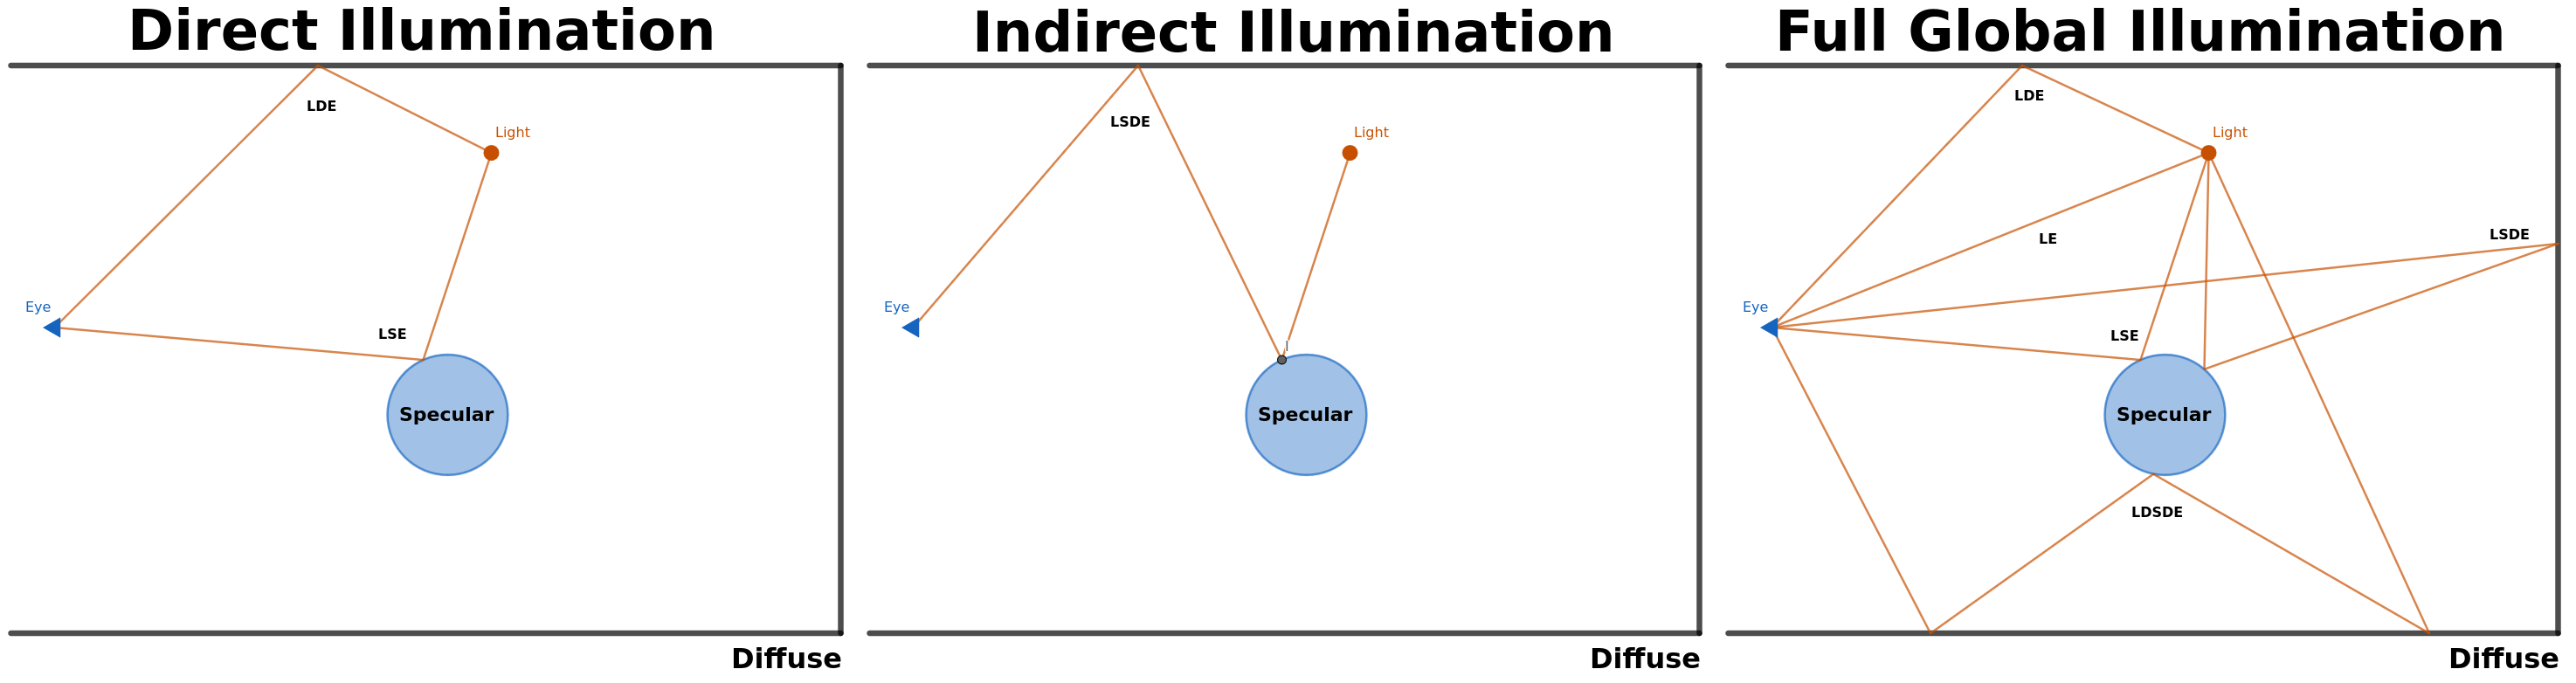 Direct Illumination
LDE
Light
Eye
LSE
Specular
Diffuse
Indirect Illumination
LSDE
Light
Eye
Specular
Diffuse
Full Global Illumination
LDE
Light
LE
LSDE
Eye
LSE
Specular
LDSDE
Diffuse